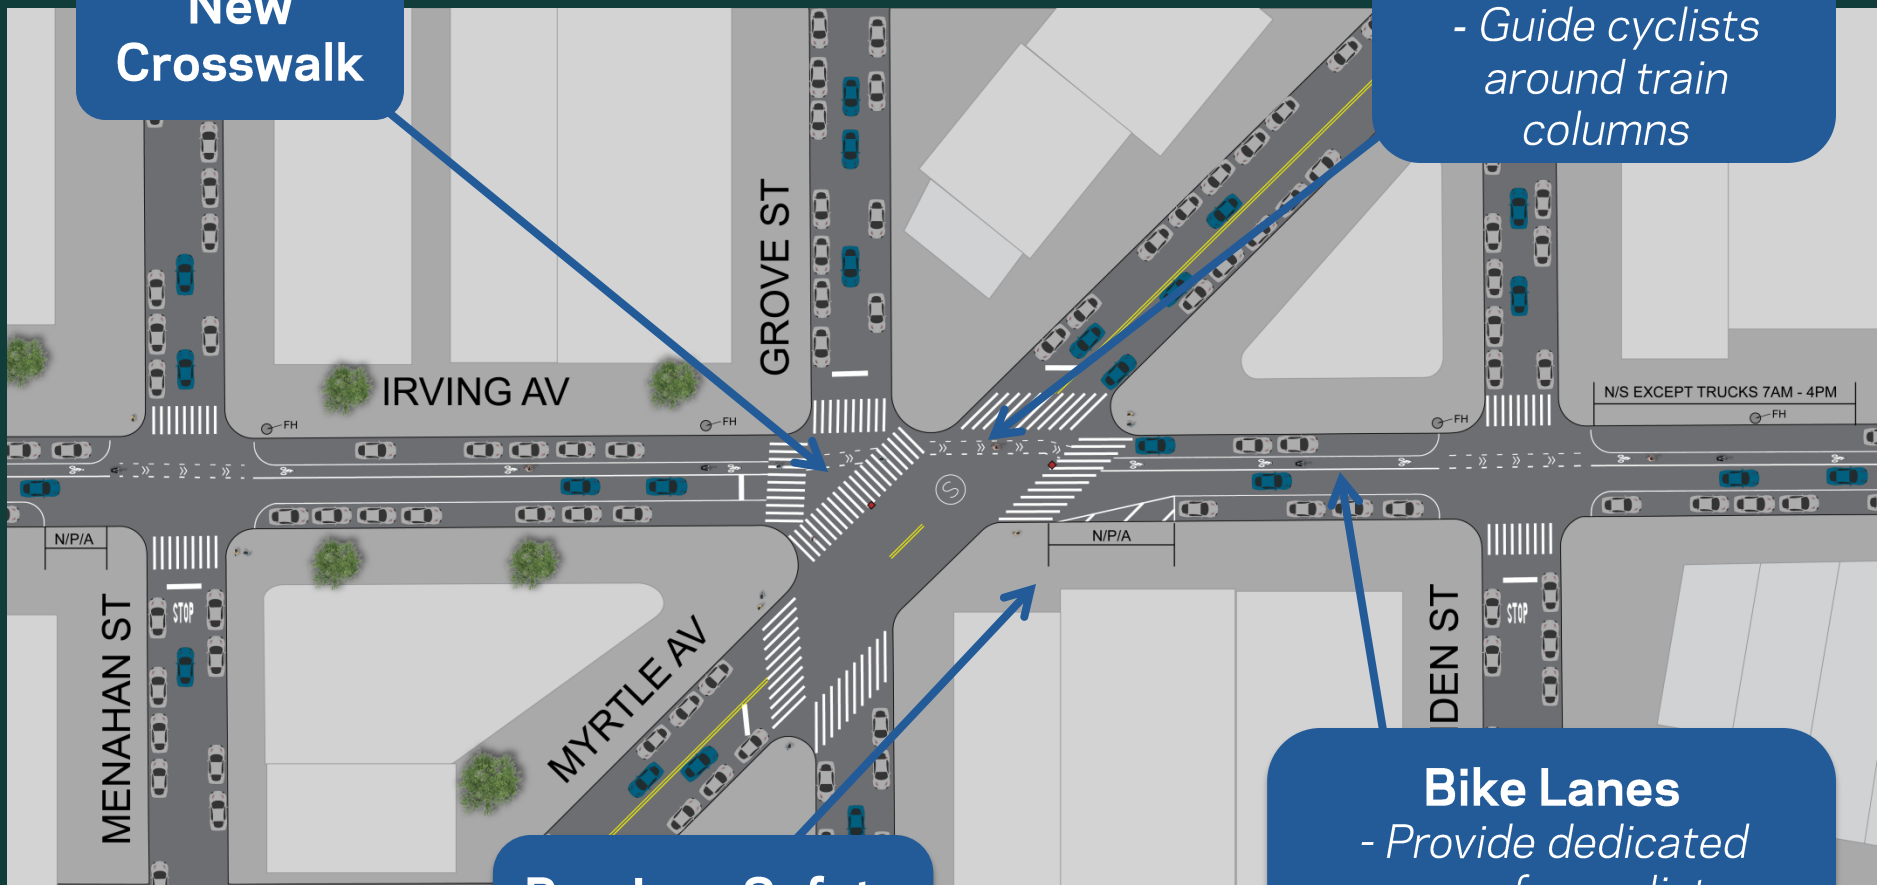 New
Crosswalk
- Guide cyclists
around train
columns
GROVE ST
IRVING AV
FH
FH
N/S EXCEPT TRUCKS 7AM - 4PM
FH
FH
S
N/P/A
N/P/A
STOP
STOP
MENAHAN ST
MYRTLE AV
DEN ST
Bike Lanes
- Provide dedicated